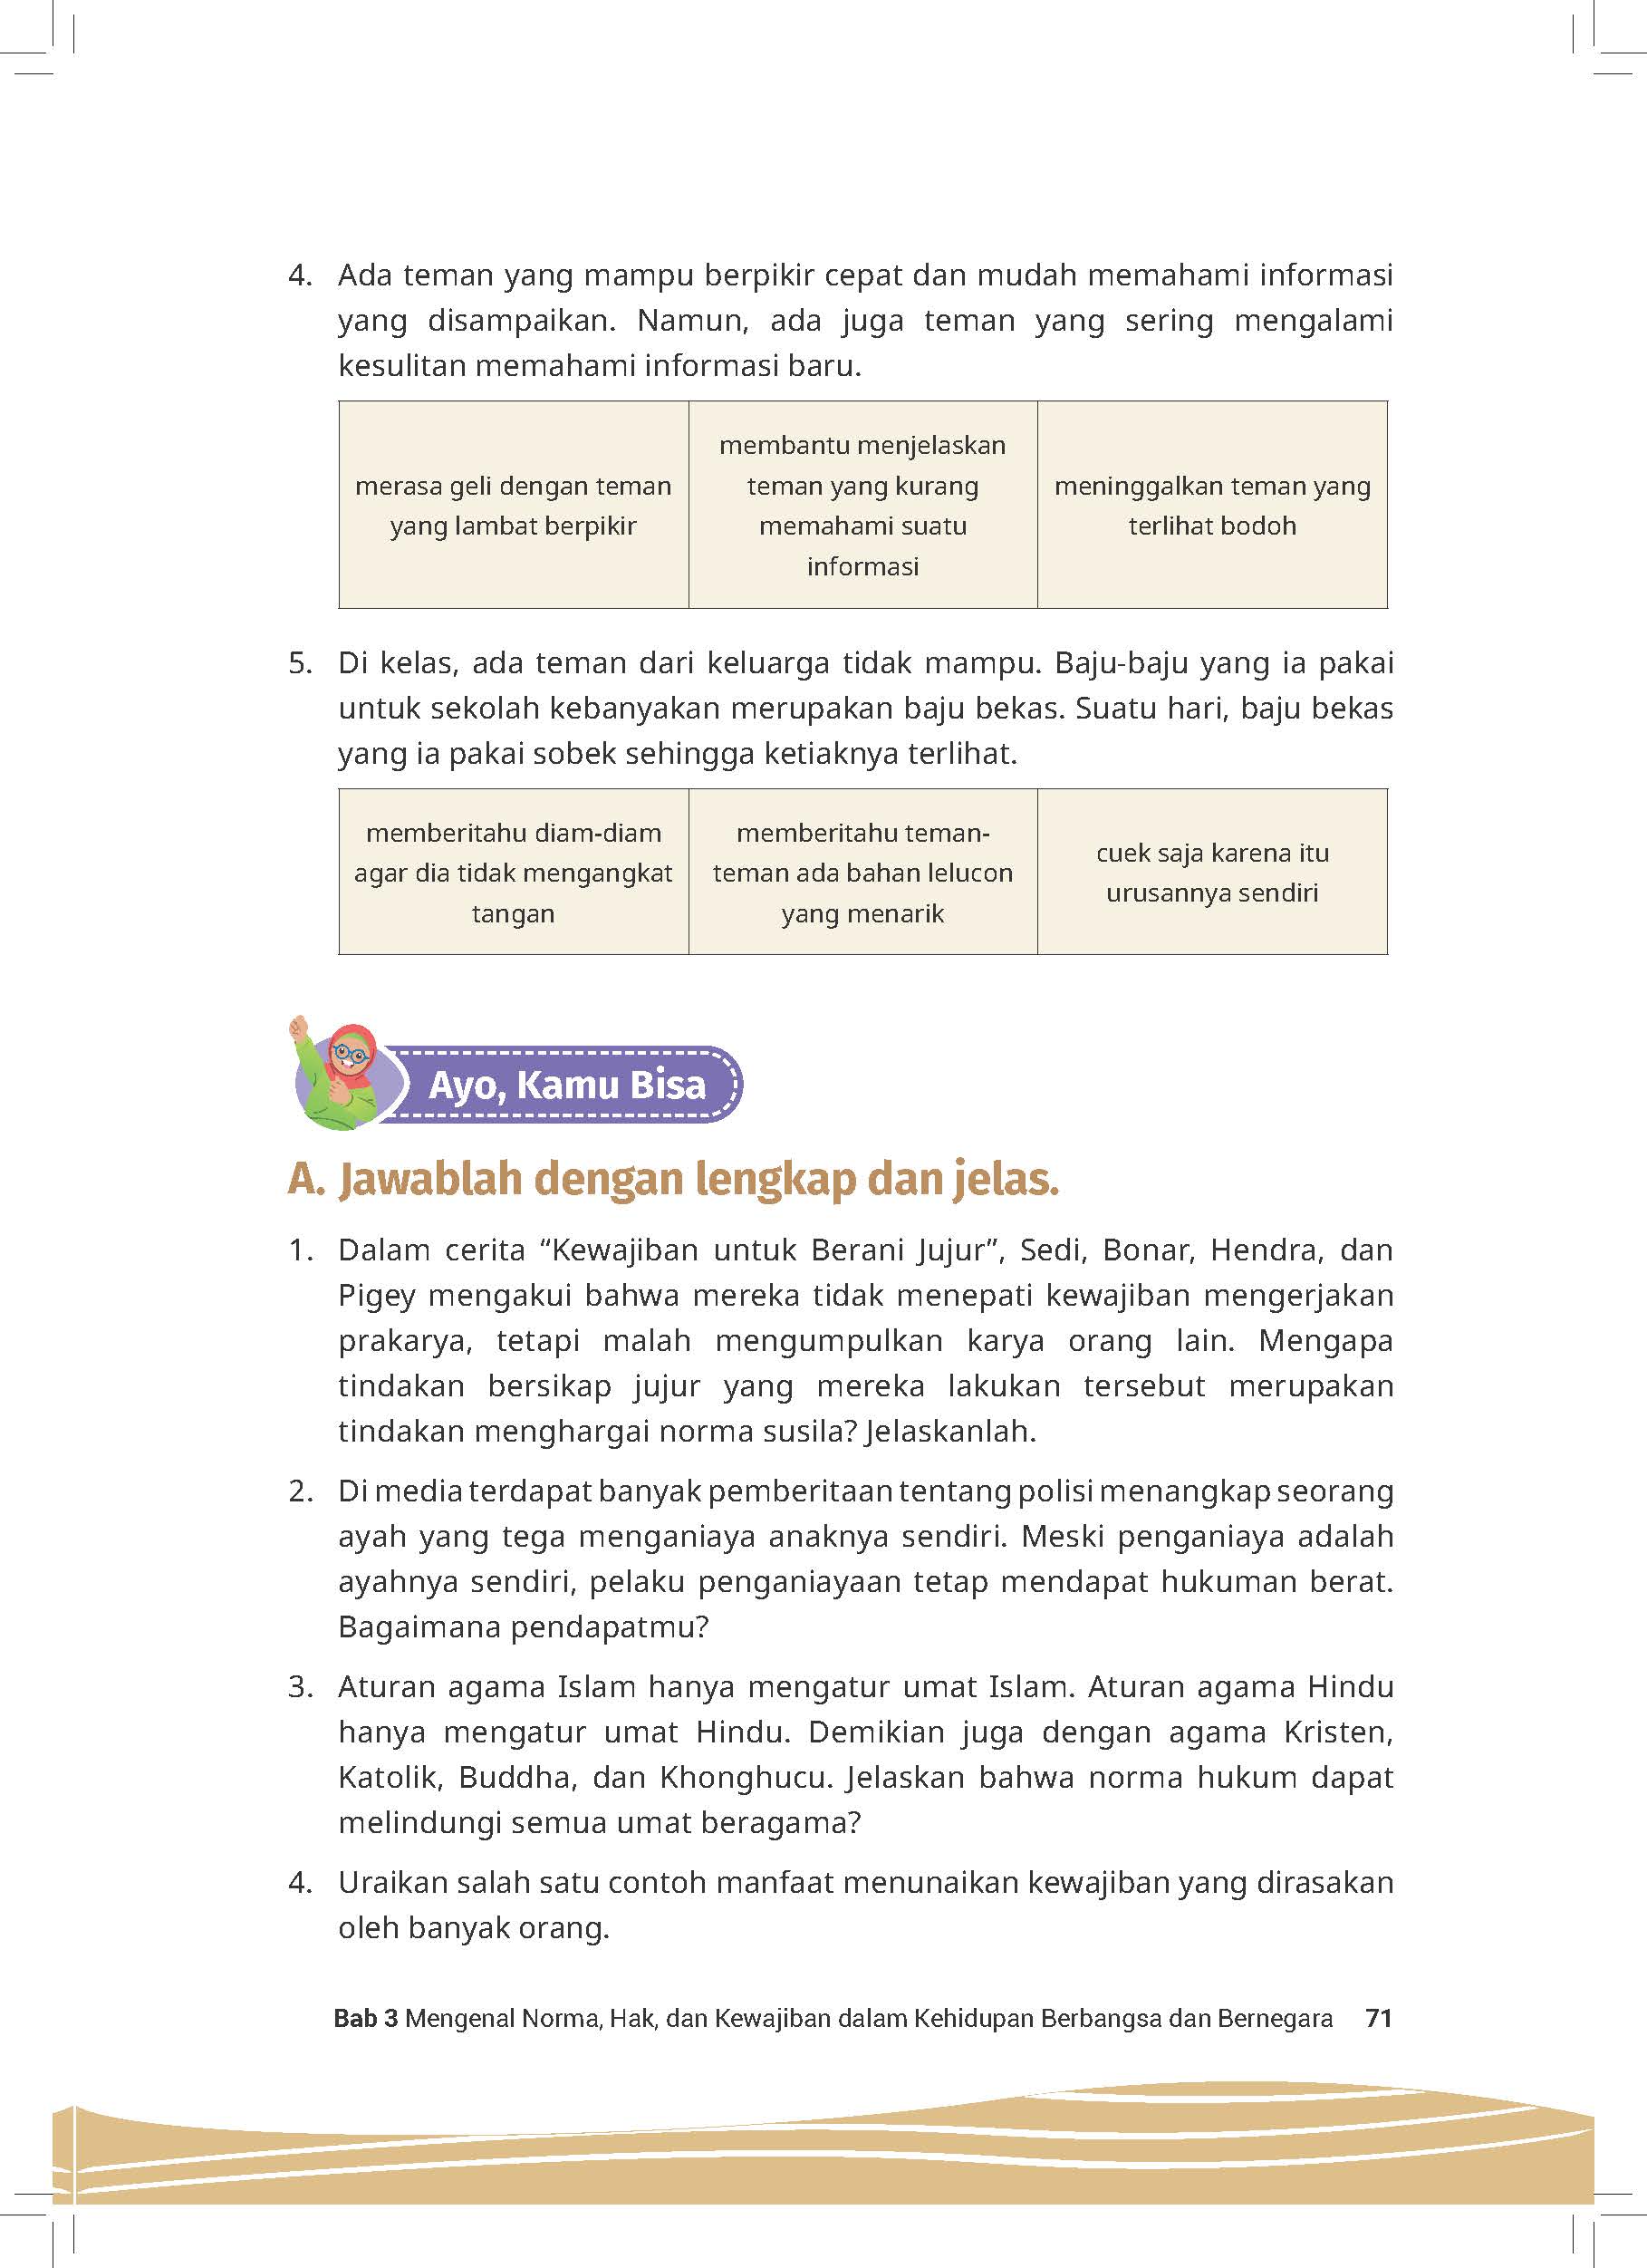 4. Ada teman yang mampu berpikir cepat dan mudah memahami informasi
yang disampaikan. Namun, ada juga teman yang sering mengalami
kesulitan memahami informasi baru.
merasa geli dengan teman
yang lambat berpikir
membantu menjelaskan
teman yang kurang
memahami suatu
informasi
meninggalkan teman yang
terlihat bodoh
5. Di kelas, ada teman dari keluarga tidak mampu. Baju-baju yang ia pakai
untuk sekolah kebanyakan merupakan baju bekas. Suatu hari, baju bekas
yang ia pakai sobek sehingga ketiaknya terlihat.
memberitahu diam-diam
agar dia tidak mengangkat
tangan
memberitahu teman-
teman ada bahan lelucon
yang menarik
cuek saja karena itu
urusannya sendiri
Ayo, Kamu Bisa
A. Jawablah dengan lengkap dan jelas.
1. Dalam cerita “Kewajiban untuk Berani Jujur”, Sedi, Bonar, Hendra, dan
Pigey mengakui bahwa mereka tidak menepati kewajiban mengerjakan
prakarya, tetapi malah mengumpulkan karya orang lain. Mengapa
tindakan bersikap jujur yang mereka lakukan tersebut merupakan
tindakan menghargai norma susila? Jelaskanlah.
2. Di media terdapat banyak pemberitaan tentang polisi menangkap seorang
ayah yang tega menganiaya anaknya sendiri. Meski penganiaya adalah
ayahnya sendiri, pelaku penganiayaan tetap mendapat hukuman berat.
Bagaimana pendapatmu?
3. Aturan agama Islam hanya mengatur umat Islam. Aturan agama Hindu
hanya mengatur umat Hindu. Demikian juga dengan agama Kristen,
Katolik, Buddha, dan Khonghucu. Jelaskan bahwa norma hukum dapat
melindungi semua umat beragama?
4. Uraikan salah satu contoh manfaat menunaikan kewajiban yang dirasakan
oleh banyak orang.
Bab 3 Mengenal Norma, Hak, dan Kewajiban dalam Kehidupan Berbangsa dan Bernegara 71